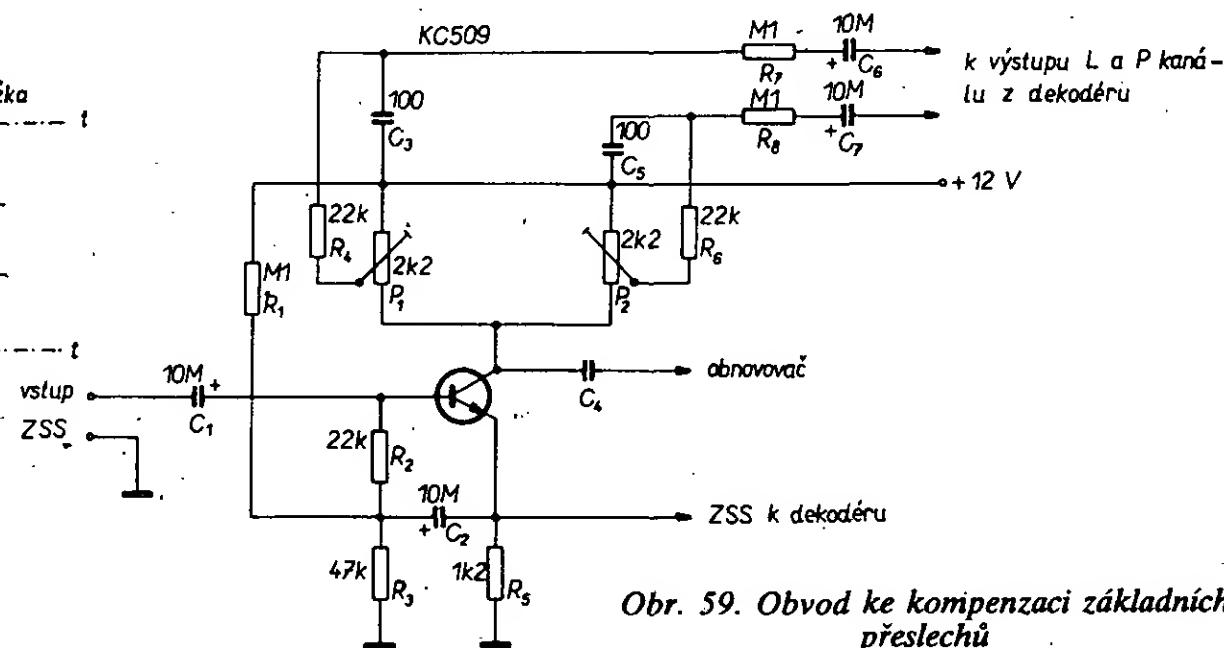 KC509
M1
R7
10M
+ C6
k výstupu L a P kaná-
lu z dekodéru
M1
R8
10M
+ C7
100
C3
100
C5
+ 12 V
žka
t
22k
R4
2k2
P1
2k2
P2
22k
R6
M1
R1
t
vstup
10M +
C1
ZSS
obnovovač
C4
22k
R2
10M
+ C2
ZSS k dekodéru
47k
R3
1k2
R5
Obr. 59. Obvod ke kompenzaci základních
přeslechů